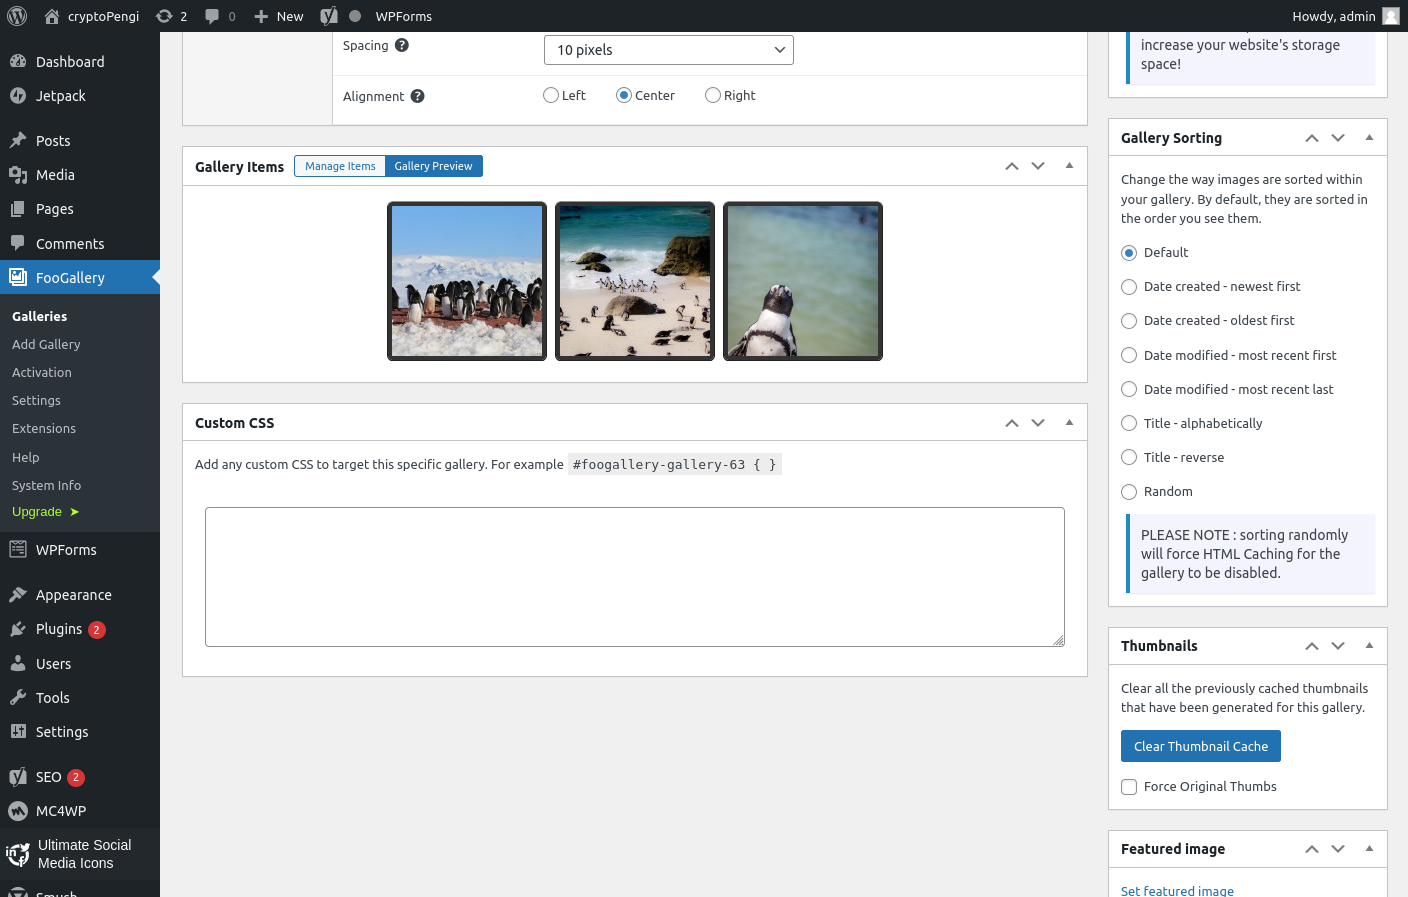 cryptoPengi
2
0
New
WPForms
Howdy, admin
Dashboard
Jetpack
Posts
Media
Pages
Comments
FooGallery
Galleries
Add Gallery
Activation
Settings
Extensions
Help
System Info
Upgrade ➤
WPForms
Appearance
Plugins 2
Users
Tools
Settings
SEO 2
MC4WP
Ultimate Social
Media Icons
Smush
Spacing
10 pixels
Alignment
Left
Center
Right
Gallery Items
Manage Items
Gallery Preview
Custom CSS
Add any custom CSS to target this specific gallery. For example #foogallery-gallery-63 { }
increase your website's storage
space!
Gallery Sorting
Change the way images are sorted within
your gallery. By default, they are sorted in
the order you see them.
Default
Date created - newest first
Date created - oldest first
Date modified - most recent first
Date modified - most recent last
Title - alphabetically
Title - reverse
Random
PLEASE NOTE : sorting randomly
will force HTML Caching for the
gallery to be disabled.
Thumbnails
Clear all the previously cached thumbnails
that have been generated for this gallery.
Clear Thumbnail Cache
Force Original Thumbs
Featured image
Set featured image